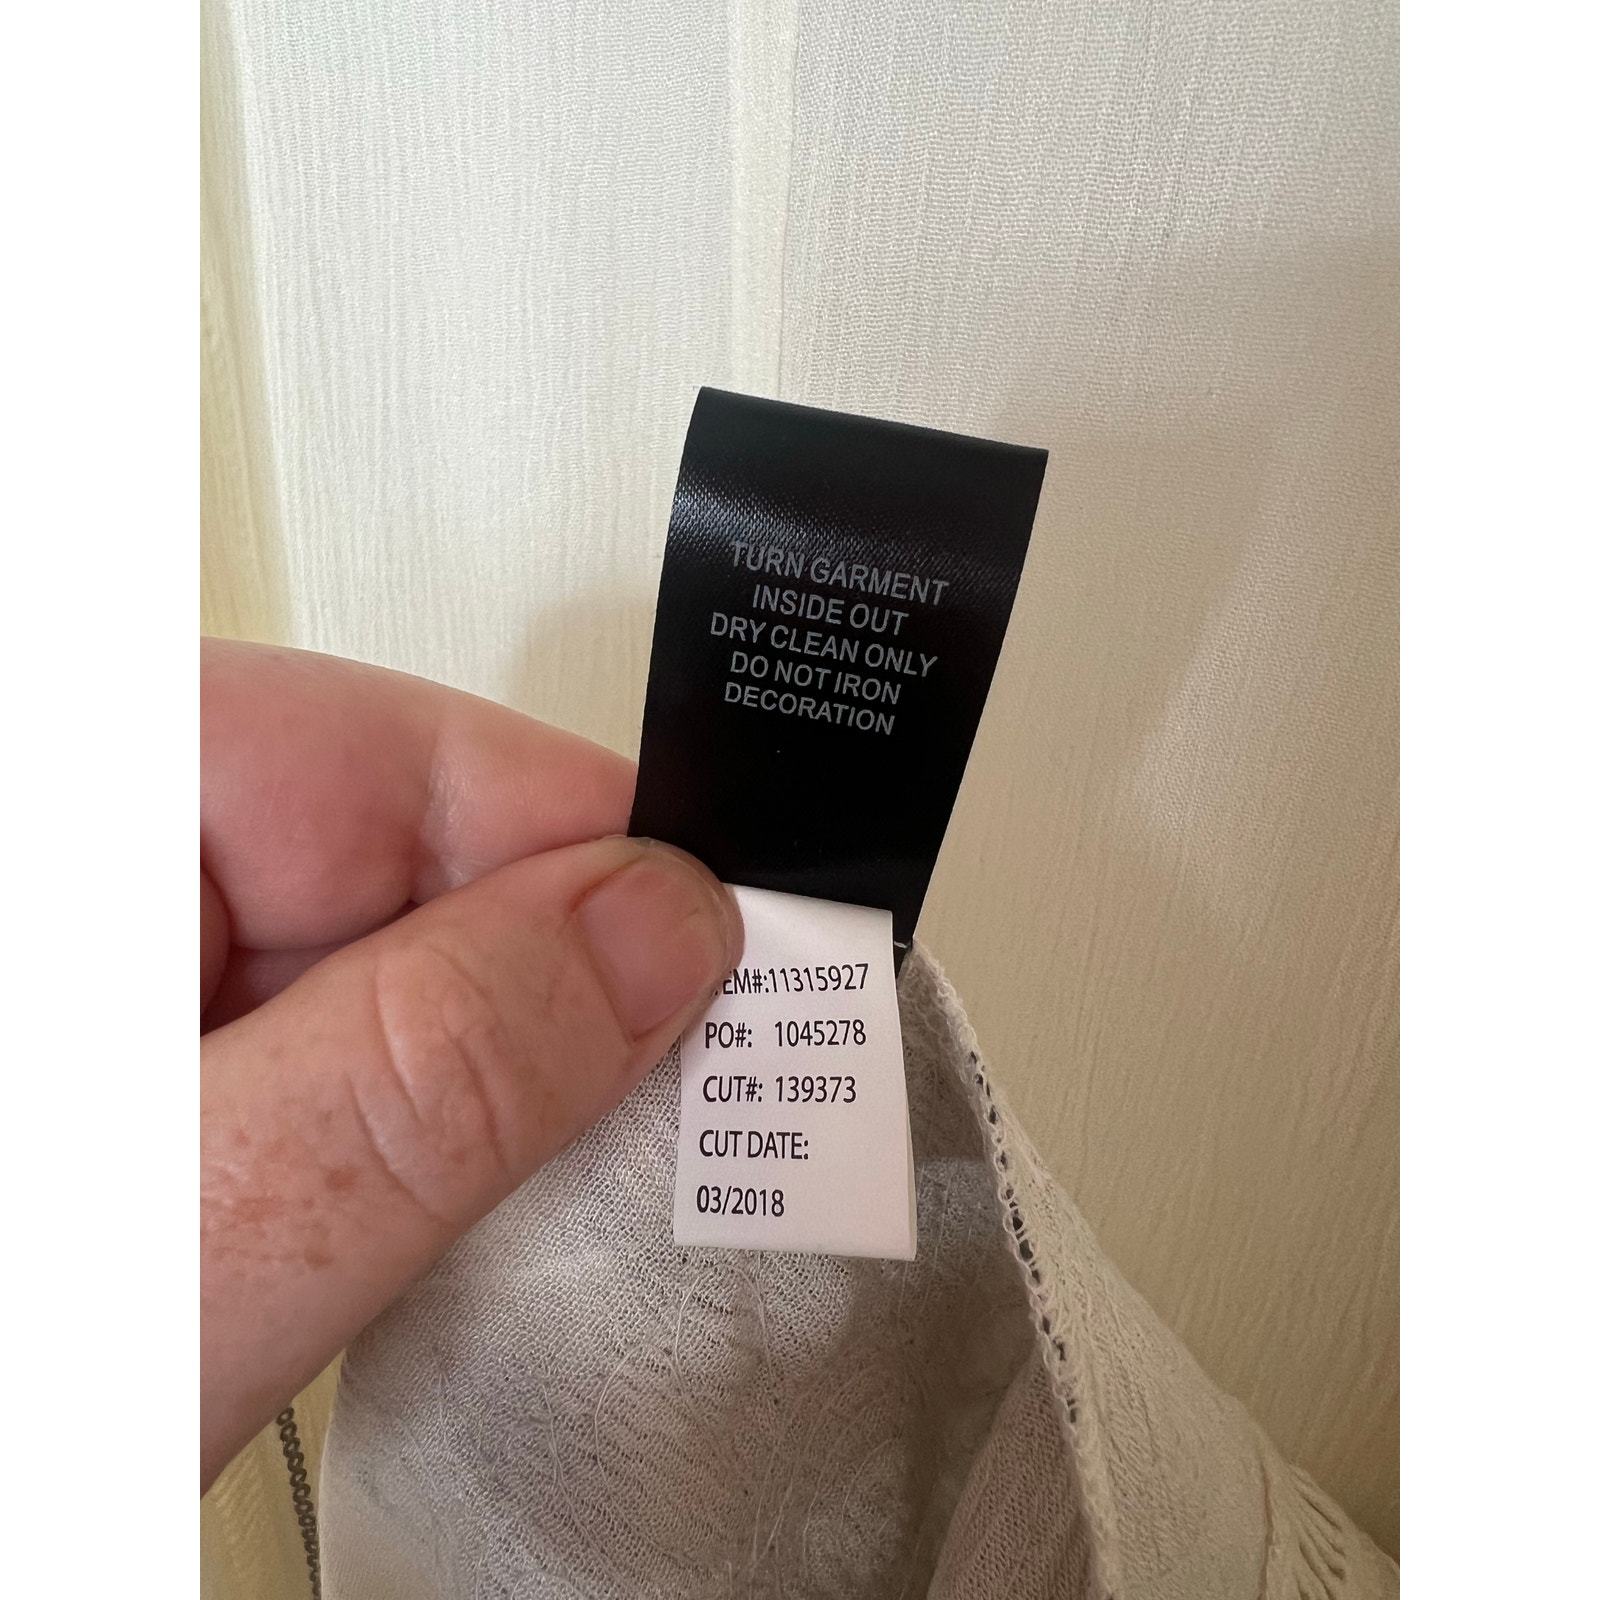 TURN GARMENT
INSIDE OUT
DRY CLEAN ONLY
DO NOT IRON
DECORATION
EM#:11315927
PO#: 1045278
CUT#: 139373
CUT DATE:
03/2018